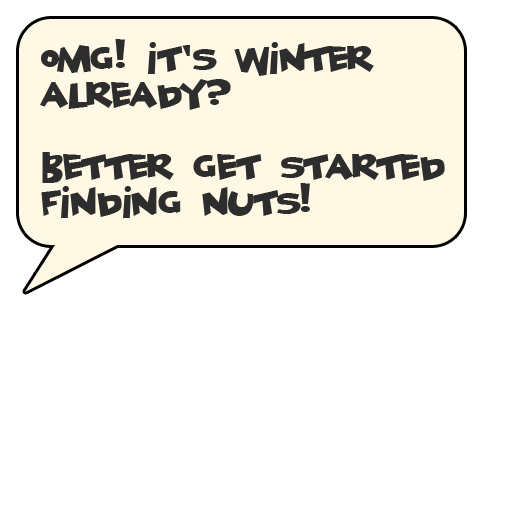 OMG! IT'S WINTER
ALREADY?
BETTER GET STARTED
FINDING NUTS!